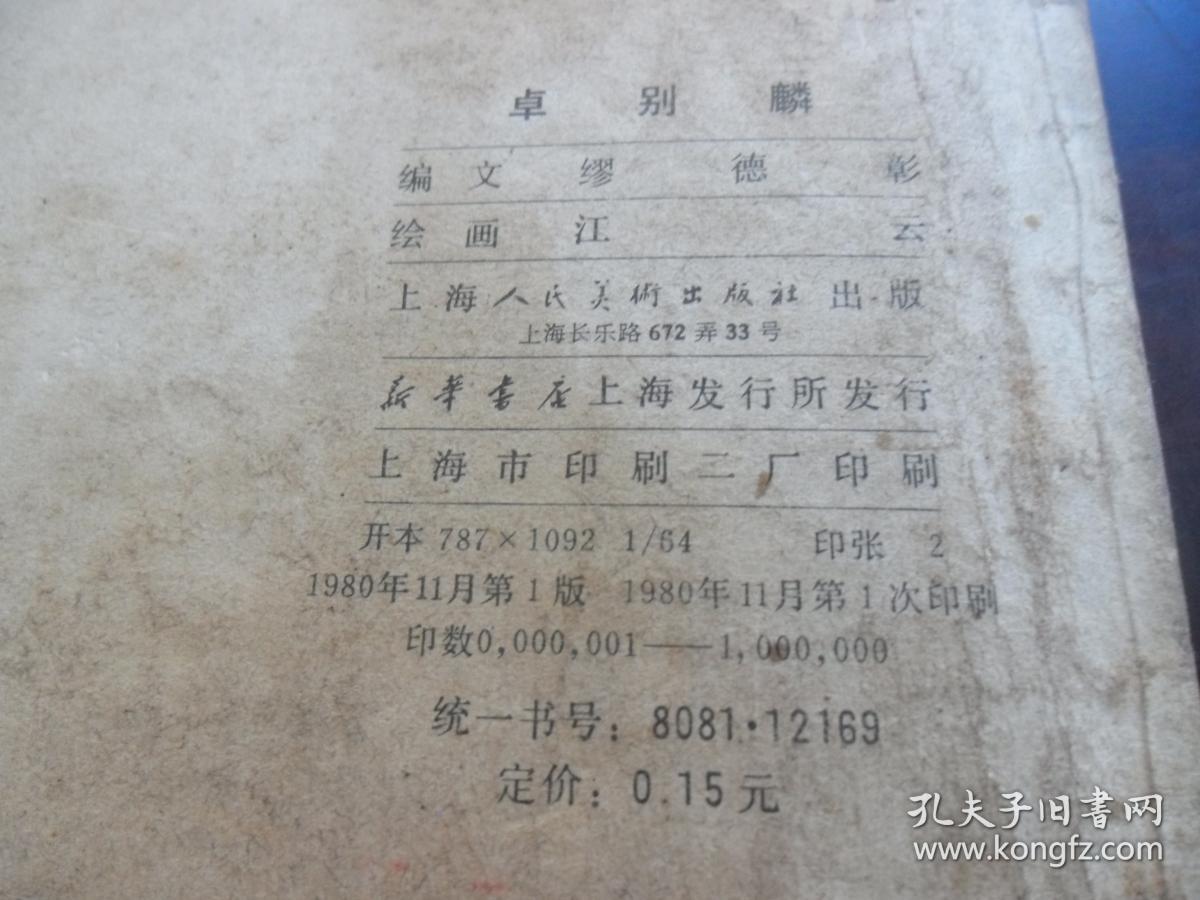 卓别麟
编文 缪德彰
绘画 江云
上海人民美術出版社出版
上海长乐路672弄33号
新華書店上海发行所发行
上海市印刷二厂印刷
开本 787×1092 1/64 印张 2
1980年11月第1版 1980年11月第1次印刷
印数0,000,001——1,000,000
统一书号：8081·12169
定价：0.15元
孔夫子旧书网
www.kongfz.com